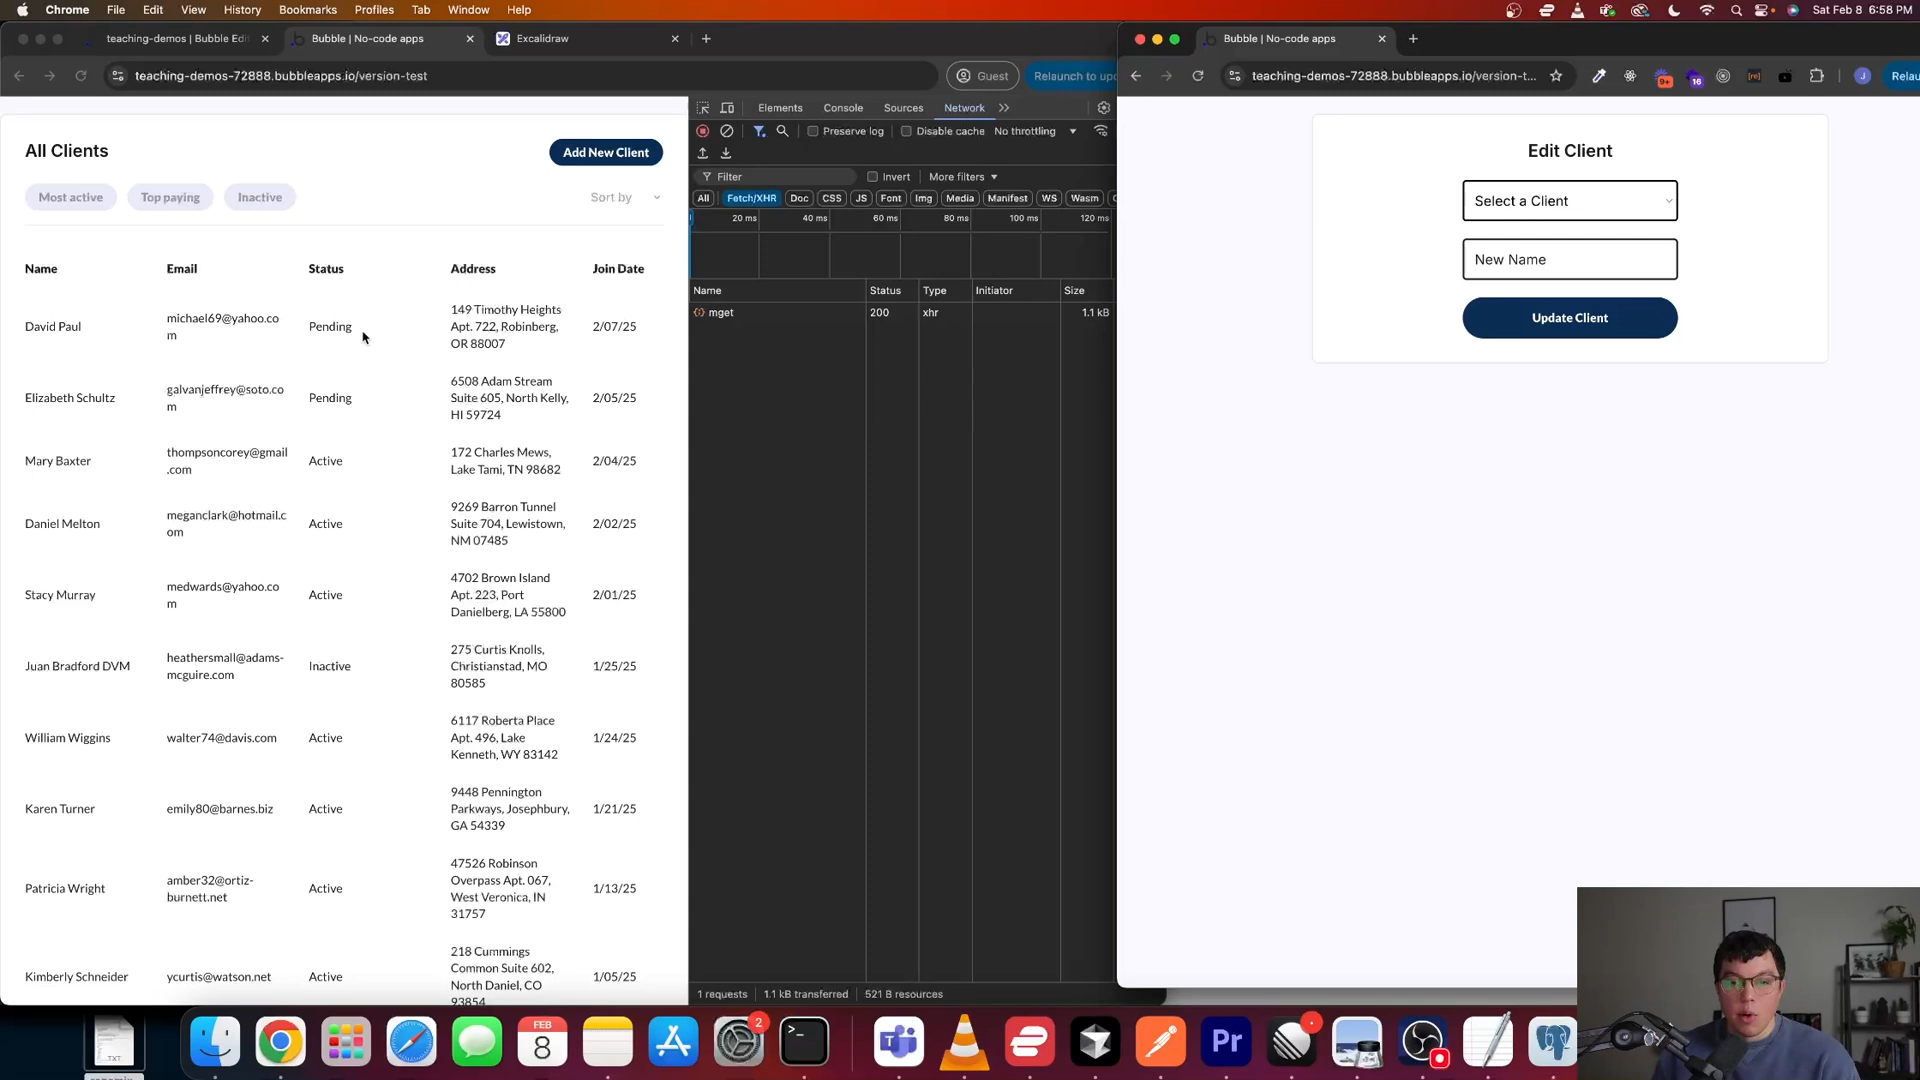 Chrome File Edit View History Bookmarks Profiles Tab Window Help
Sat Feb 8 6:58 PM
teaching-demos | Bubble Edi
Bubble | No-code apps
Excalidraw
teaching-demos-72888.bubbleapps.io/version-test
Guest
Relaunch to up
All Clients
Add New Client
Most active
Top paying
Inactive
Sort by
Name Email Status Address Join Date
David Paul
michael69@yahoo.co
m
Pending
149 Timothy Heights
Apt. 722, Robinberg,
OR 88007
2/07/25
Elizabeth Schultz
galvanjeffrey@soto.co
m
Pending
6508 Adam Stream
Suite 605, North Kelly,
HI 59724
2/05/25
Mary Baxter
thompsoncorey@gmail
.com
Active
172 Charles Mews,
Lake Tami, TN 98682
2/04/25
Daniel Melton
meganclark@hotmail.c
om
Active
9269 Barron Tunnel
Suite 704, Lewistown,
NM 07485
2/02/25
Stacy Murray
medwards@yahoo.co
m
Active
4702 Brown Island
Apt. 223, Port
Danielberg, LA 55800
2/01/25
Juan Bradford DVM
heathersmall@adams-
mcguire.com
Inactive
275 Curtis Knolls,
Christianstad, MO
80585
1/25/25
William Wiggins
walter74@davis.com
Active
6117 Roberta Place
Apt. 496, Lake
Kenneth, WY 83142
1/24/25
Karen Turner
emily80@barnes.biz
Active
9448 Pennington
Parkways, Josephbury,
GA 54339
1/21/25
Patricia Wright
amber32@ortiz-
burnett.net
Active
47526 Robinson
Overpass Apt. 067,
West Veronica, IN
31757
1/13/25
Kimberly Schneider
ycurtis@watson.net
Active
218 Cummings
Common Suite 602,
North Daniel, CO
93854
1/05/25
Elements Console Sources Network
Preserve log
Disable cache
No throttling
Filter
Invert
More filters
All Fetch/XHR Doc CSS JS Font Img Media Manifest WS Wasm
20 ms 40 ms 60 ms 80 ms 100 ms 120 ms
Name Status Type Initiator Size
mget 200 xhr 1.1 kB
1 requests 1.1 kB transferred 521 B resources
Bubble | No-code apps
teaching-demos-72888.bubbleapps.io/version-t...
9+
16
[re]
J
Relau
Edit Client
Select a Client
New Name
Update Client
FEB
8
2
Pr
.TXT